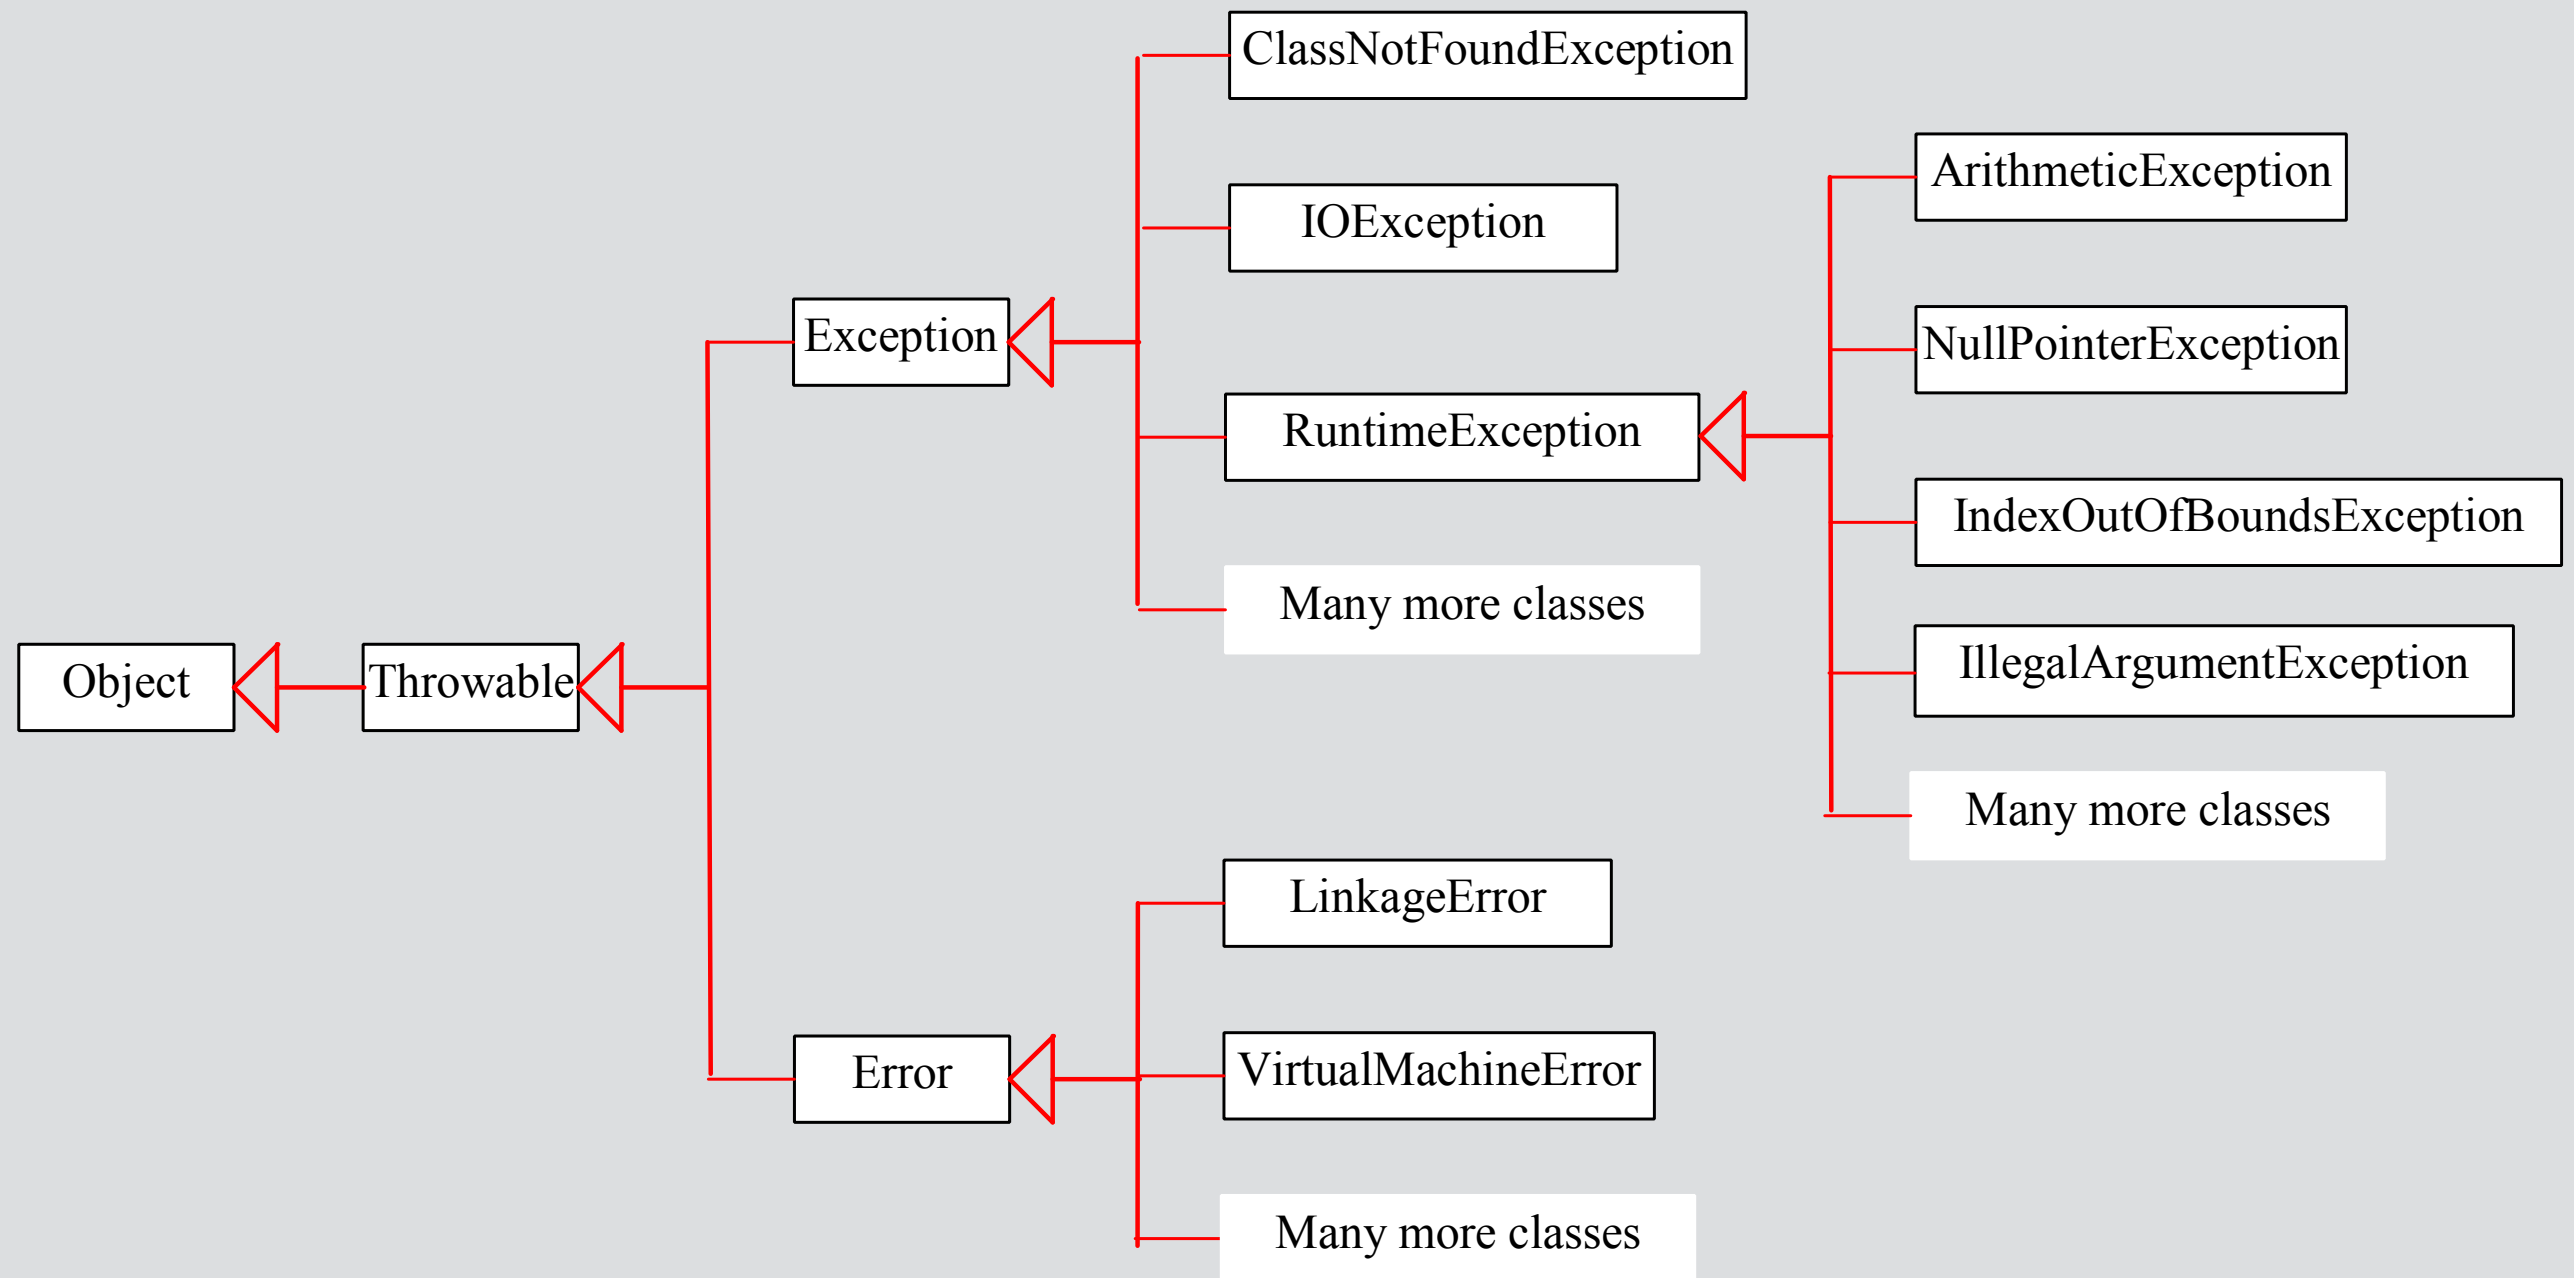 ClassNotFoundException
ArithmeticException
IOException
Exception
NullPointerException
RuntimeException
IndexOutOfBoundsException
Many more classes
Object
Throwable
IllegalArgumentException
Many more classes
LinkageError
Error
VirtualMachineError
Many more classes